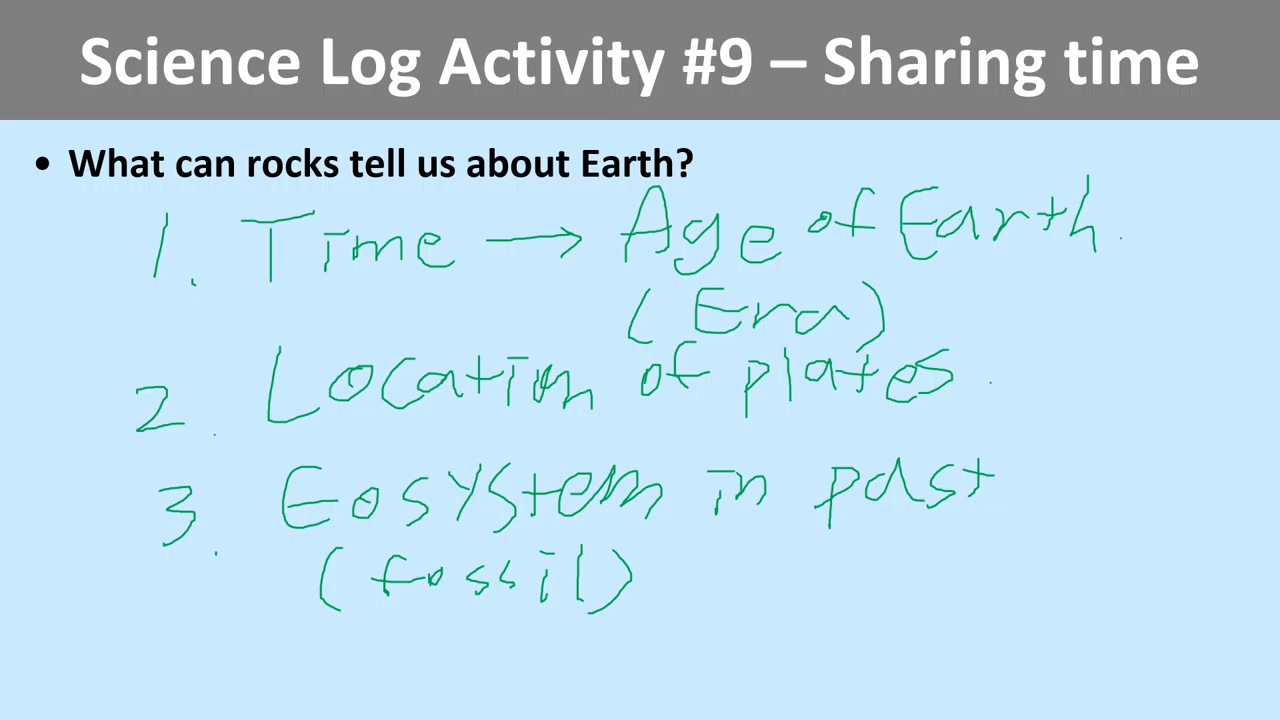 Science Log Activity #9 – Sharing time
• What can rocks tell us about Earth?
1. Time → Age of Earth.
(Era)
2. Location of plates.
3. Eosystem in past
(fossil)